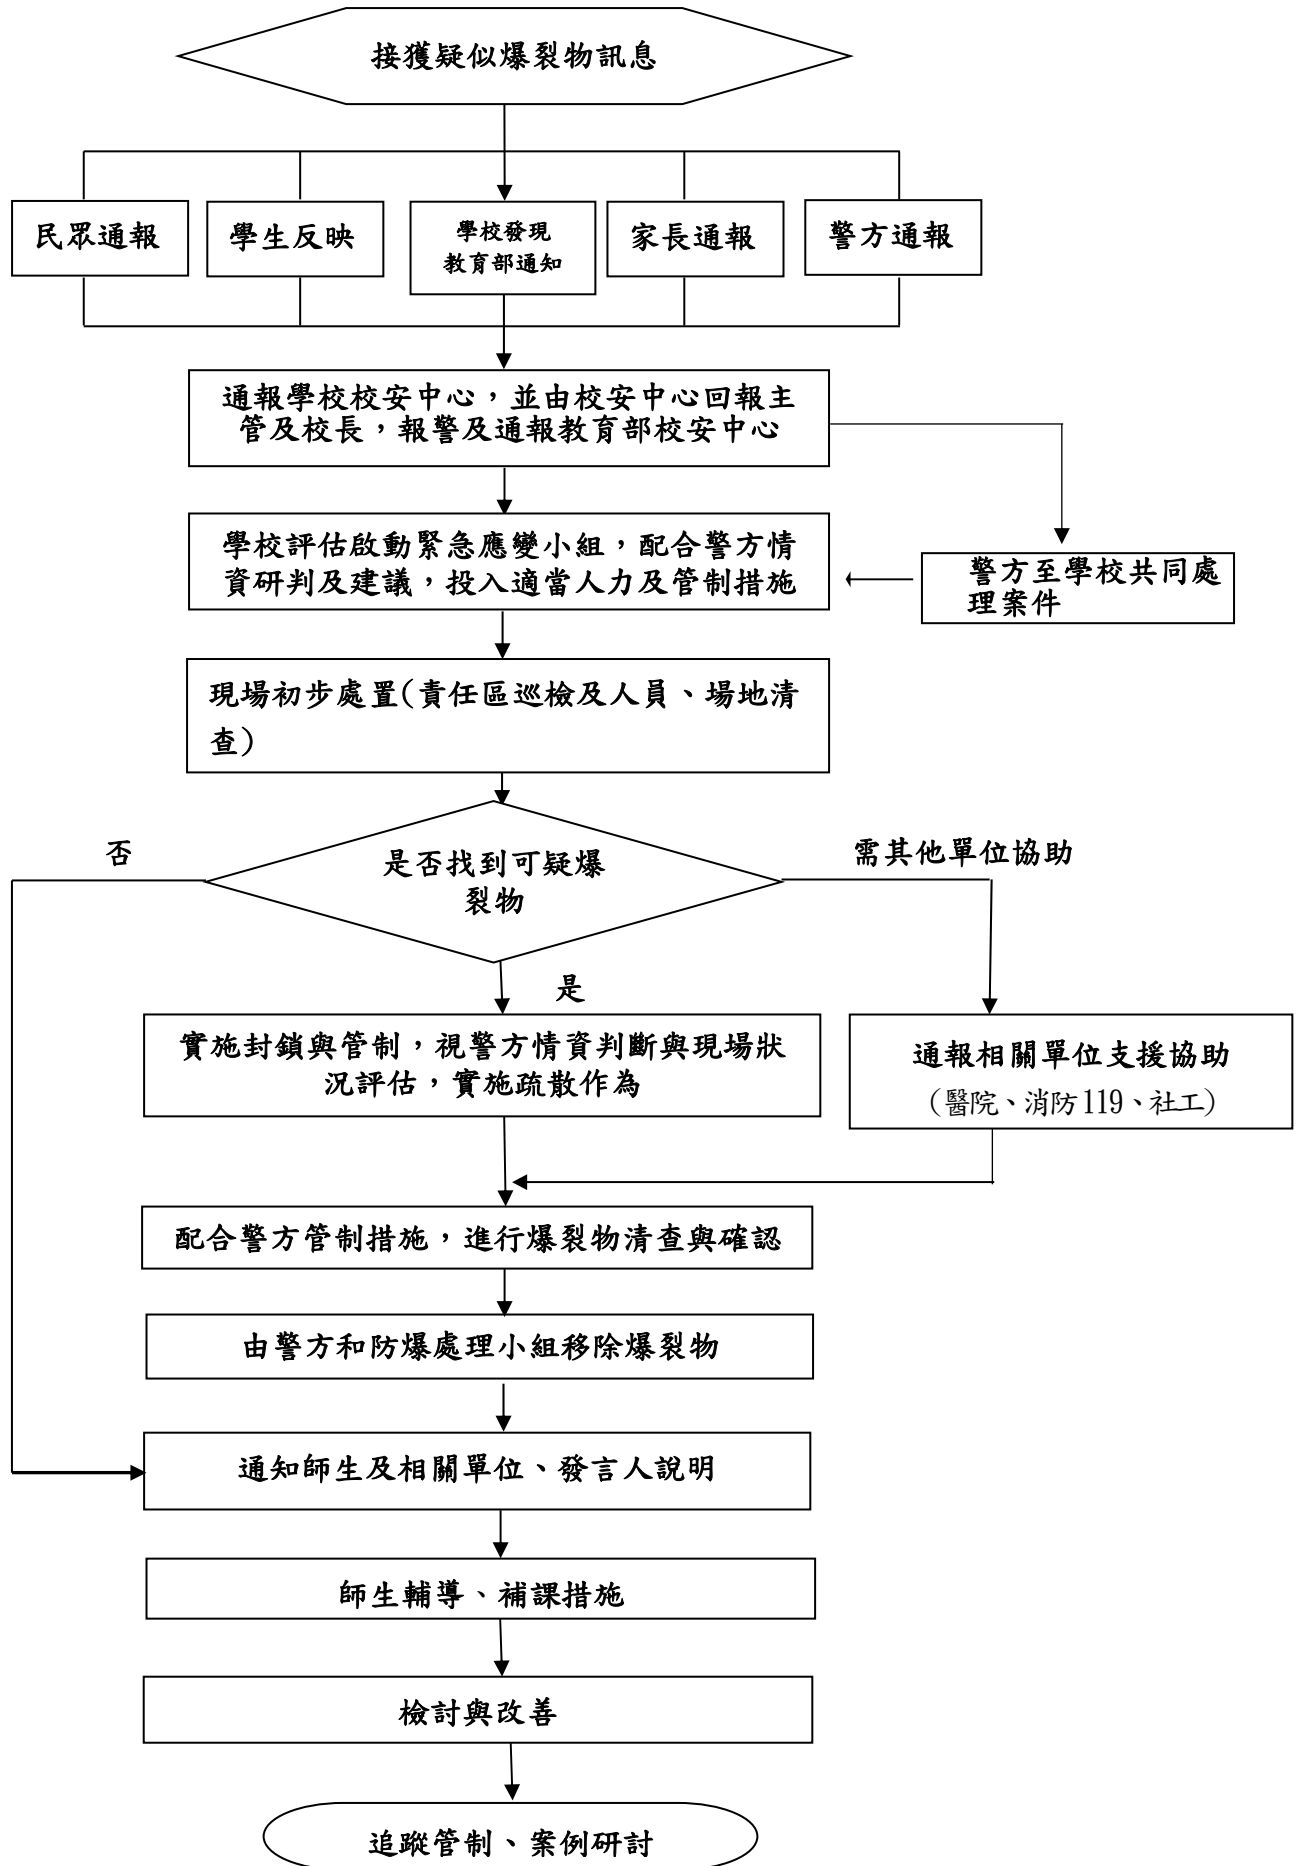 接獲疑似爆裂物訊息
民眾通報
學生反映
學校發現
教育部通知
家長通報
警方通報
通報學校校安中心，並由校安中心回報主
管及校長，報警及通報教育部校安中心
學校評估啟動緊急應變小組，配合警方情
資研判及建議，投入適當人力及管制措施
警方至學校共同處
理案件
現場初步處置(責任區巡檢及人員、場地清
查)
否
是否找到可疑爆
裂物
需其他單位協助
是
實施封鎖與管制，視警方情資判斷與現場狀
況評估，實施疏散作為
通報相關單位支援協助
(醫院、消防119、社工)
配合警方管制措施，進行爆裂物清查與確認
由警方和防爆處理小組移除爆裂物
通知師生及相關單位、發言人說明
師生輔導、補課措施
檢討與改善
追蹤管制、案例研討